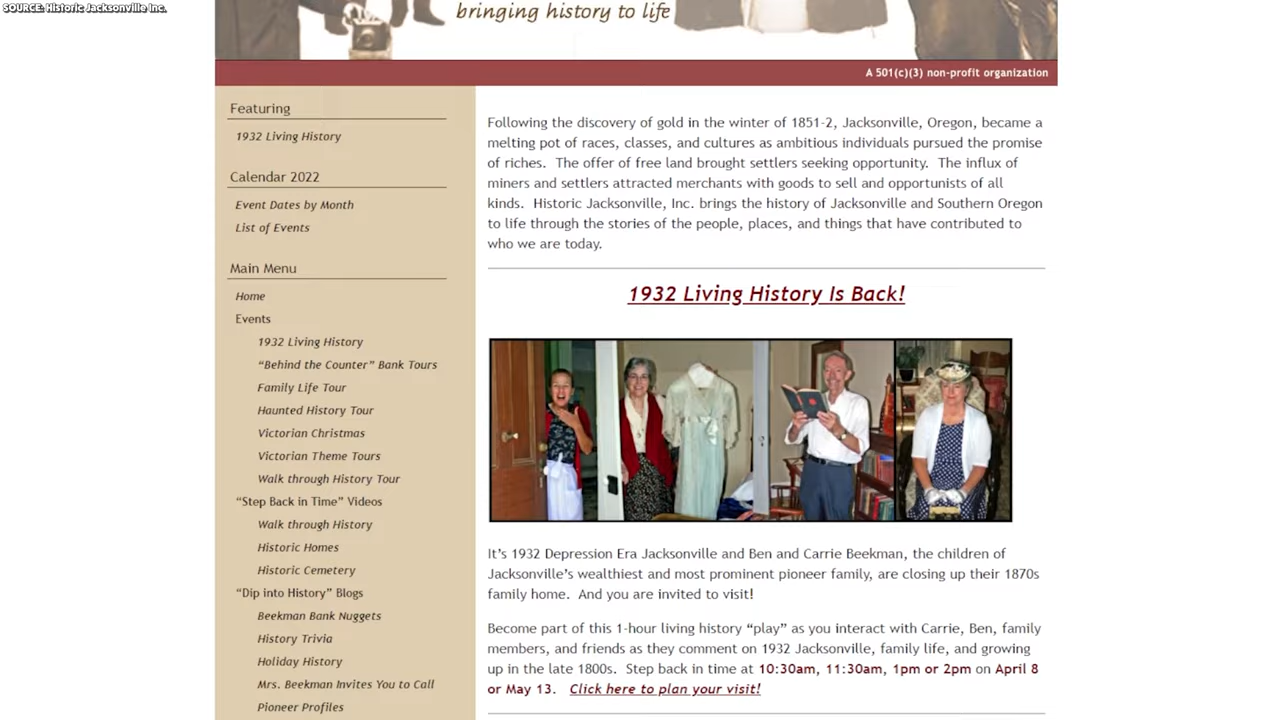 SOURCE: Historic Jacksonville Inc.
bringing history to life
A 501(c)(3) non-profit organization
Featuring
1932 Living History
Calendar 2022
Event Dates by Month
List of Events
Main Menu
Home
Events
1932 Living History
“Behind the Counter” Bank Tours
Family Life Tour
Haunted History Tour
Victorian Christmas
Victorian Theme Tours
Walk through History Tour
“Step Back in Time” Videos
Walk through History
Historic Homes
Historic Cemetery
“Dip into History” Blogs
Beekman Bank Nuggets
History Trivia
Holiday History
Mrs. Beekman Invites You to Call
Pioneer Profiles
Following the discovery of gold in the winter of 1851-2, Jacksonville, Oregon, became a
melting pot of races, classes, and cultures as ambitious individuals pursued the promise
of riches.  The offer of free land brought settlers seeking opportunity.  The influx of
miners and settlers attracted merchants with goods to sell and opportunists of all
kinds.  Historic Jacksonville, Inc. brings the history of Jacksonville and Southern Oregon
to life through the stories of the people, places, and things that have contributed to
who we are today.
1932 Living History Is Back!
It’s 1932 Depression Era Jacksonville and Ben and Carrie Beekman, the children of
Jacksonville’s wealthiest and most prominent pioneer family, are closing up their 1870s
family home.  And you are invited to visit!
Become part of this 1-hour living history “play” as you interact with Carrie, Ben, family
members, and friends as they comment on 1932 Jacksonville, family life, and growing
up in the late 1800s.  Step back in time at 10:30am, 11:30am, 1pm or 2pm on April 8
or May 13.  Click here to plan your visit!